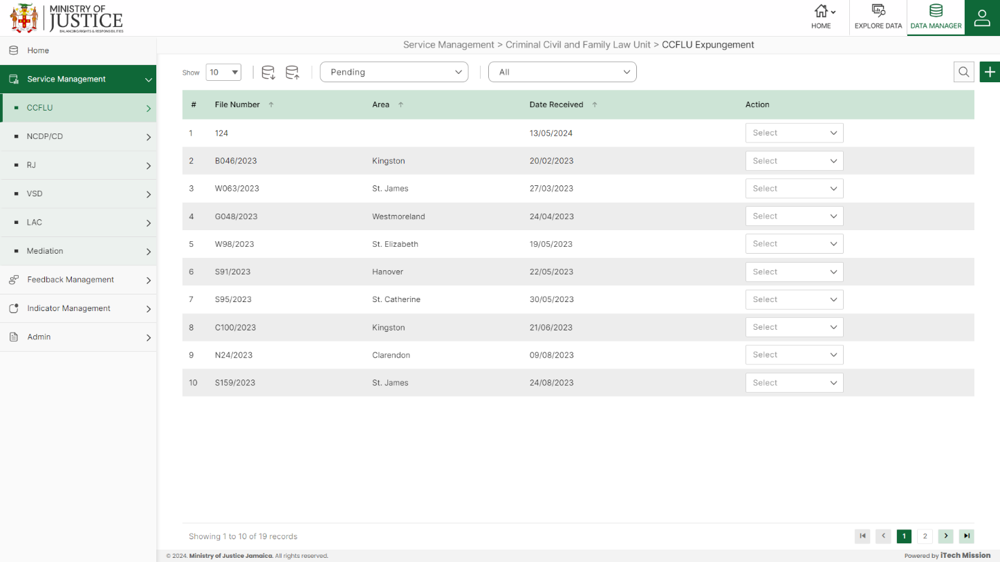 MINISTRY OF
JUSTICE
BALANCING RIGHTS & RESPONSIBILITIES
HOME
EXPLORE DATA
DATA MANAGER
Home
Service Management
CCFLU
NCDP/CD
RJ
VSD
LAC
Mediation
Feedback Management
Indicator Management
Admin
Service Management > Criminal Civil and Family Law Unit > CCFLU Expungement
Show 10 Pending All
# File Number Area Date Received Action
1 124 13/05/2024 Select
2 B046/2023 Kingston 20/02/2023 Select
3 W063/2023 St. James 27/03/2023 Select
4 G048/2023 Westmoreland 24/04/2023 Select
5 W98/2023 St. Elizabeth 19/05/2023 Select
6 S91/2023 Hanover 22/05/2023 Select
7 S95/2023 St. Catherine 30/05/2023 Select
8 C100/2023 Kingston 21/06/2023 Select
9 N24/2023 Clarendon 09/08/2023 Select
10 S159/2023 St. James 24/08/2023 Select
Showing 1 to 10 of 19 records 1 2
© 2024. Ministry of Justice Jamaica. All rights reserved. Powered by iTech Mission